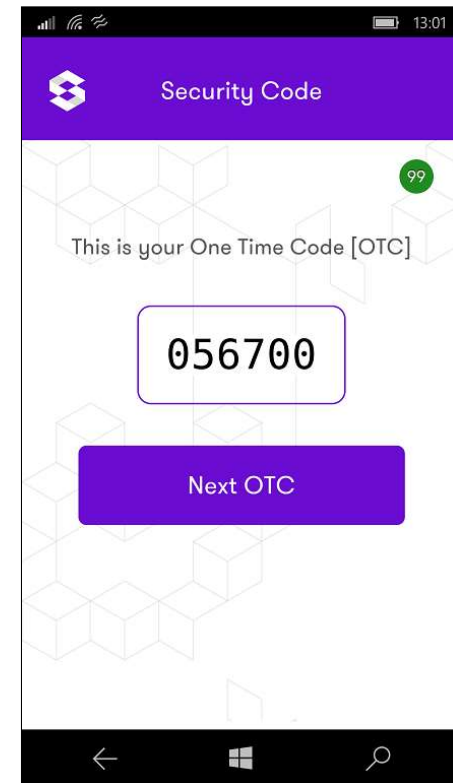 13:01
Security Code
99
This is your One Time Code [OTC]
056700
Next OTC